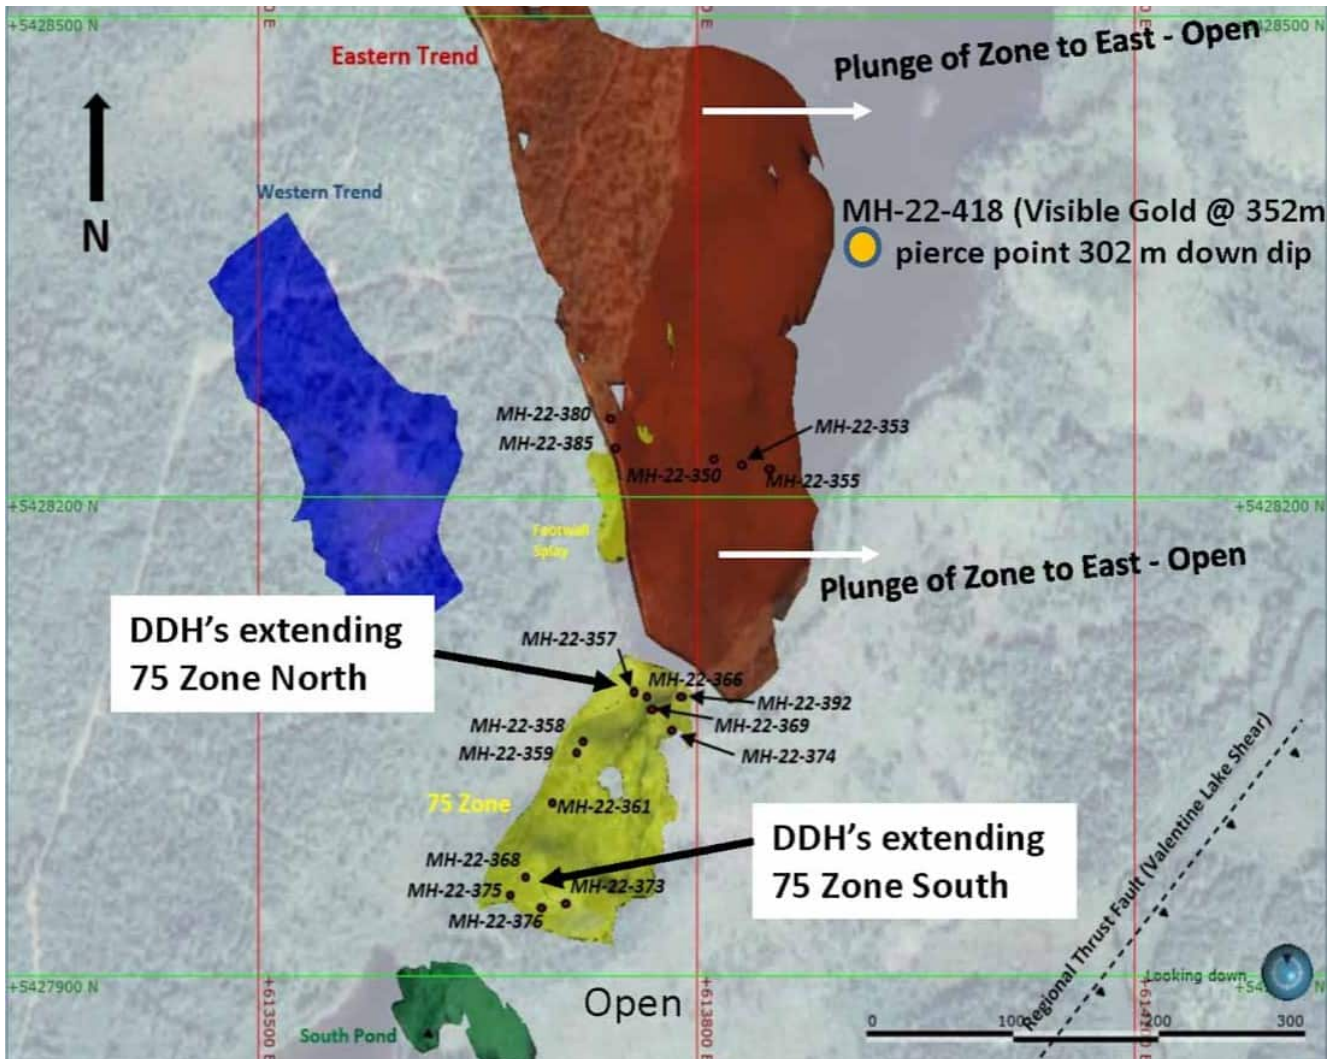 +5428500 N
Eastern Trend
Plunge of Zone to East - Open
428500 N
N
Western Trend
MH-22-418 (Visible Gold @ 352m
pierce point 302 m down dip
MH-22-380
MH-22-385
MH-22-353
MH-22-350
MH-22-355
+5428200 N
+5428200 N
Footwall
Splay
Plunge of Zone to East - Open
DDH's extending
75 Zone North
MH-22-357
MH-22-366
MH-22-392
MH-22-358
MH-22-369
MH-22-359
MH-22-374
75 Zone
MH-22-361
DDH's extending
75 Zone South
MH-22-368
MH-22-375
MH-22-373
MH-22-376
Regional Thrust Fault (Valentine Lake Shear)
Looking down
+5427900 N
+613500 E
Open
+613800 E
South Pond
0
100
200
300